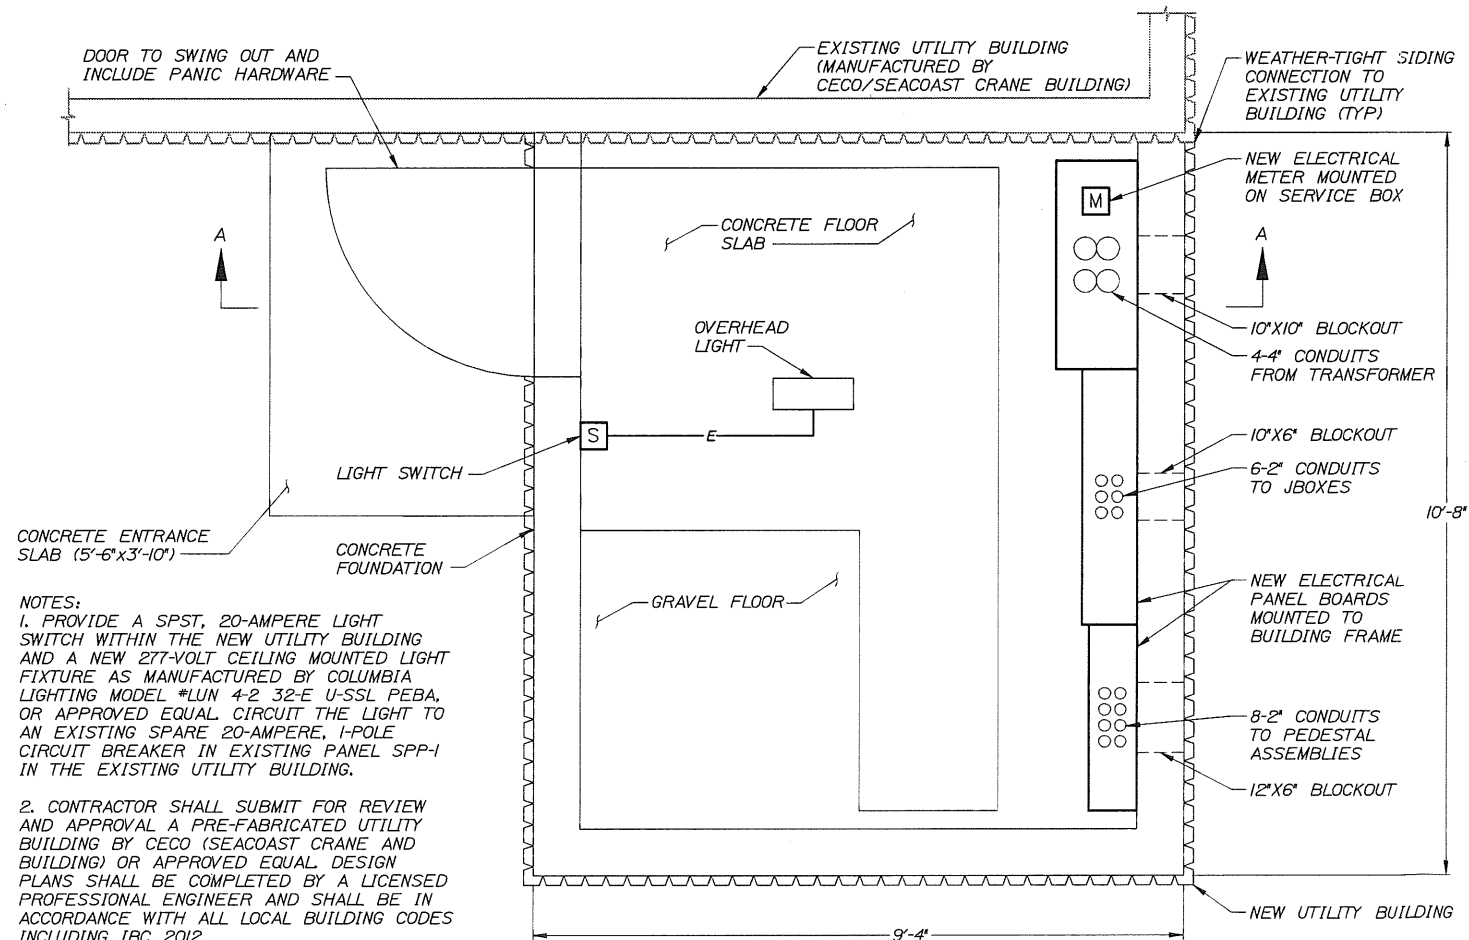 DOOR TO SWING OUT AND
INCLUDE PANIC HARDWARE
EXISTING UTILITY BUILDING
(MANUFACTURED BY
CECO/SEACOAST CRANE BUILDING)
WEATHER-TIGHT SIDING
CONNECTION TO
EXISTING UTILITY
BUILDING (TYP)
NEW ELECTRICAL
METER MOUNTED
ON SERVICE BOX
M
CONCRETE FLOOR
SLAB
A
A
OVERHEAD
LIGHT
10"X10" BLOCKOUT
4-4" CONDUITS
FROM TRANSFORMER
S
E
LIGHT SWITCH
10"X6" BLOCKOUT
6-2" CONDUITS
TO JBOXES
10'-8"
CONCRETE ENTRANCE
SLAB (5'-6"x3'-10")
CONCRETE
FOUNDATION
GRAVEL FLOOR
NEW ELECTRICAL
PANEL BOARDS
MOUNTED TO
BUILDING FRAME
8-2" CONDUITS
TO PEDESTAL
ASSEMBLIES
12"X6" BLOCKOUT
NEW UTILITY BUILDING
9'-4"
NOTES:
1. PROVIDE A SPST, 20-AMPERE LIGHT
SWITCH WITHIN THE NEW UTILITY BUILDING
AND A NEW 277-VOLT CEILING MOUNTED LIGHT
FIXTURE AS MANUFACTURED BY COLUMBIA
LIGHTING MODEL #LUN 4-2 32-E U-SSL PEBA,
OR APPROVED EQUAL. CIRCUIT THE LIGHT TO
AN EXISTING SPARE 20-AMPERE, 1-POLE
CIRCUIT BREAKER IN EXISTING PANEL SPP-1
IN THE EXISTING UTILITY BUILDING.
2. CONTRACTOR SHALL SUBMIT FOR REVIEW
AND APPROVAL A PRE-FABRICATED UTILITY
BUILDING BY CECO (SEACOAST CRANE AND
BUILDING) OR APPROVED EQUAL. DESIGN
PLANS SHALL BE COMPLETED BY A LICENSED
PROFESSIONAL ENGINEER AND SHALL BE IN
ACCORDANCE WITH ALL LOCAL BUILDING CODES
INCLUDING IBC 2012